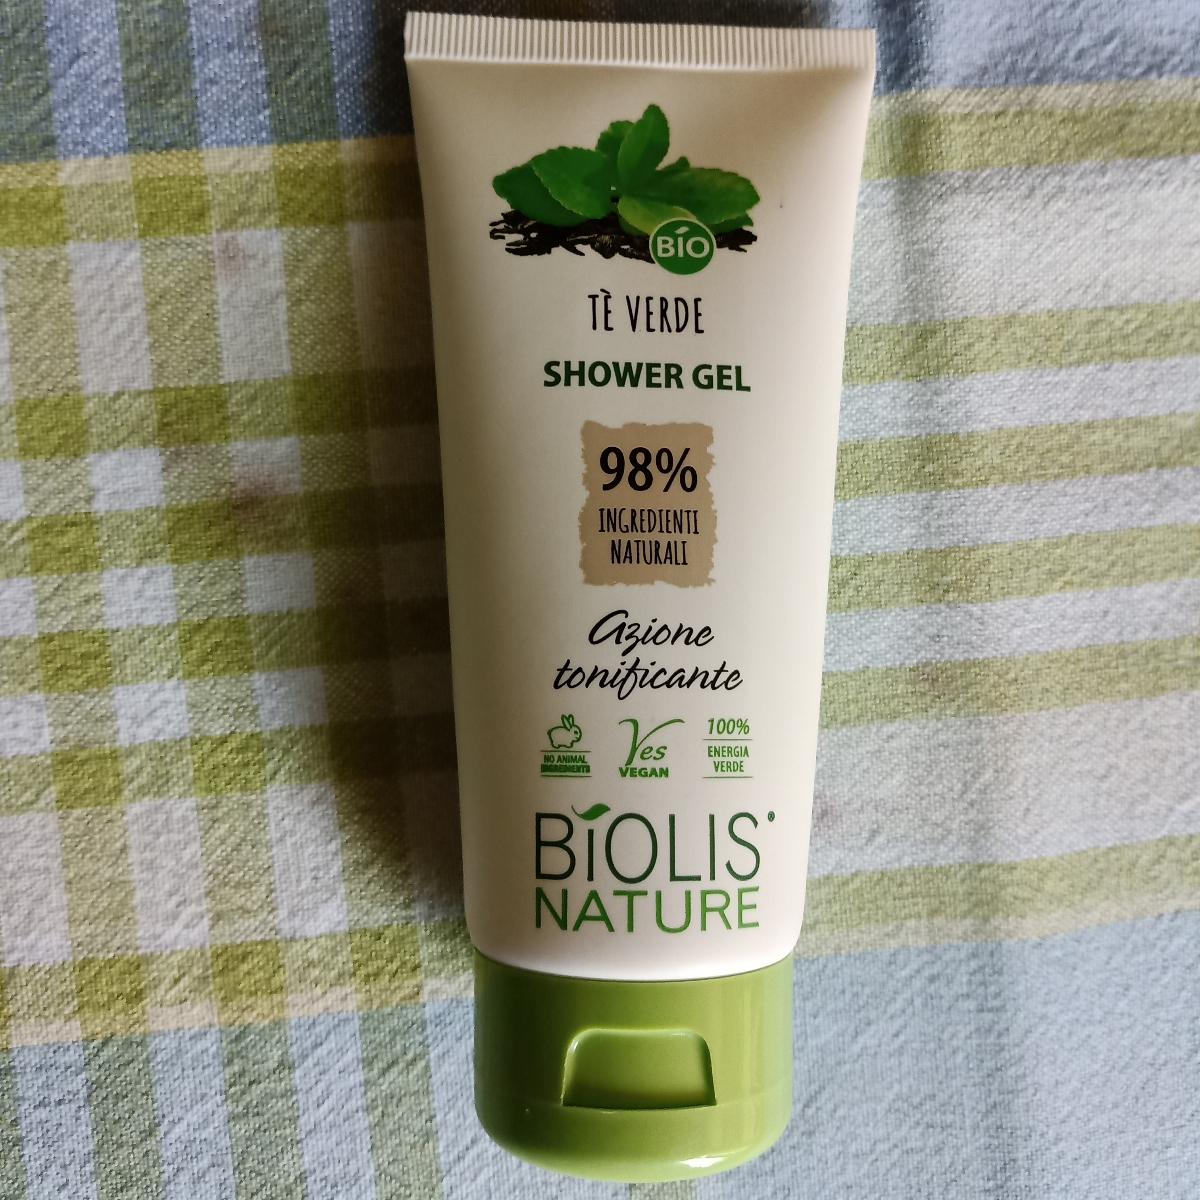 BIO
TÈ VERDE
SHOWER GEL
98%
INGREDIENTI
NATURALI
Azione
tonificante
NO ANIMAL
INGREDIENTS
Yes
VEGAN
100%
ENERGIA
VERDE
BIOLIS®
NATURE